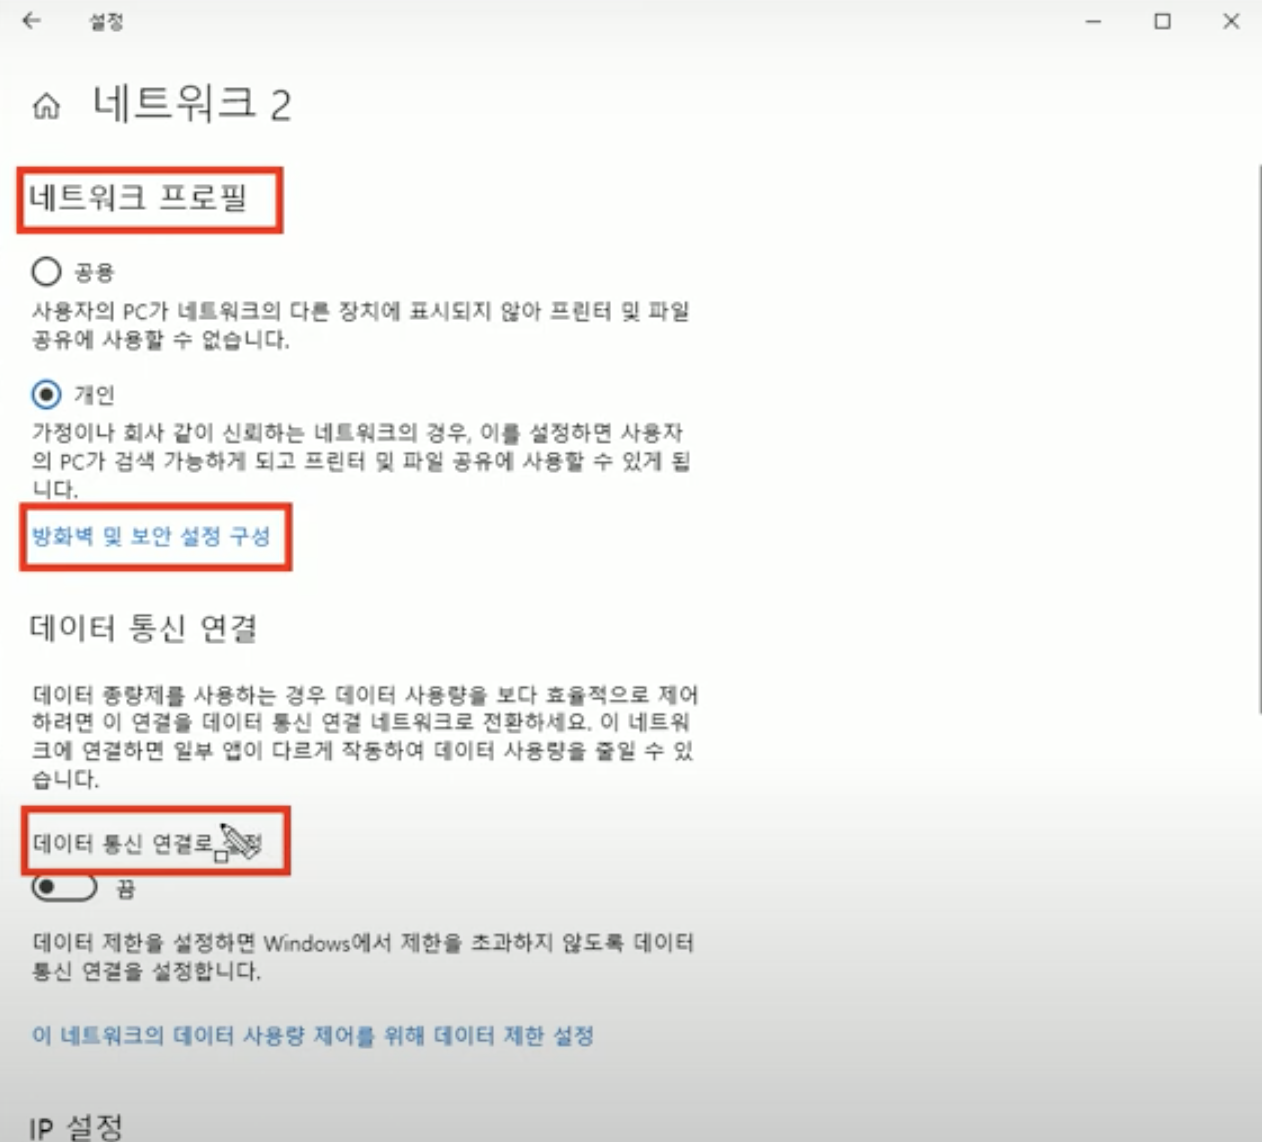 설정
네트워크 2
네트워크 프로필
공용
사용자의 PC가 네트워크의 다른 장치에 표시되지 않아 프린터 및 파일
공유에 사용할 수 없습니다.
개인
가정이나 회사 같이 신뢰하는 네트워크의 경우, 이를 설정하면 사용자
의 PC가 검색 가능하게 되고 프린터 및 파일 공유에 사용할 수 있게 됩
니다.
방화벽 및 보안 설정 구성
데이터 통신 연결
데이터 종량제를 사용하는 경우 데이터 사용량을 보다 효율적으로 제어
하려면 이 연결을 데이터 통신 연결 네트워크로 전환하세요. 이 네트워
크에 연결하면 일부 앱이 다르게 작동하여 데이터 사용량을 줄일 수 있
습니다.
데이터 통신 연결로
끔
데이터 제한을 설정하면 Windows에서 제한을 초과하지 않도록 데이터
통신 연결을 설정합니다.
이 네트워크의 데이터 사용량 제어를 위해 데이터 제한 설정
IP 설정